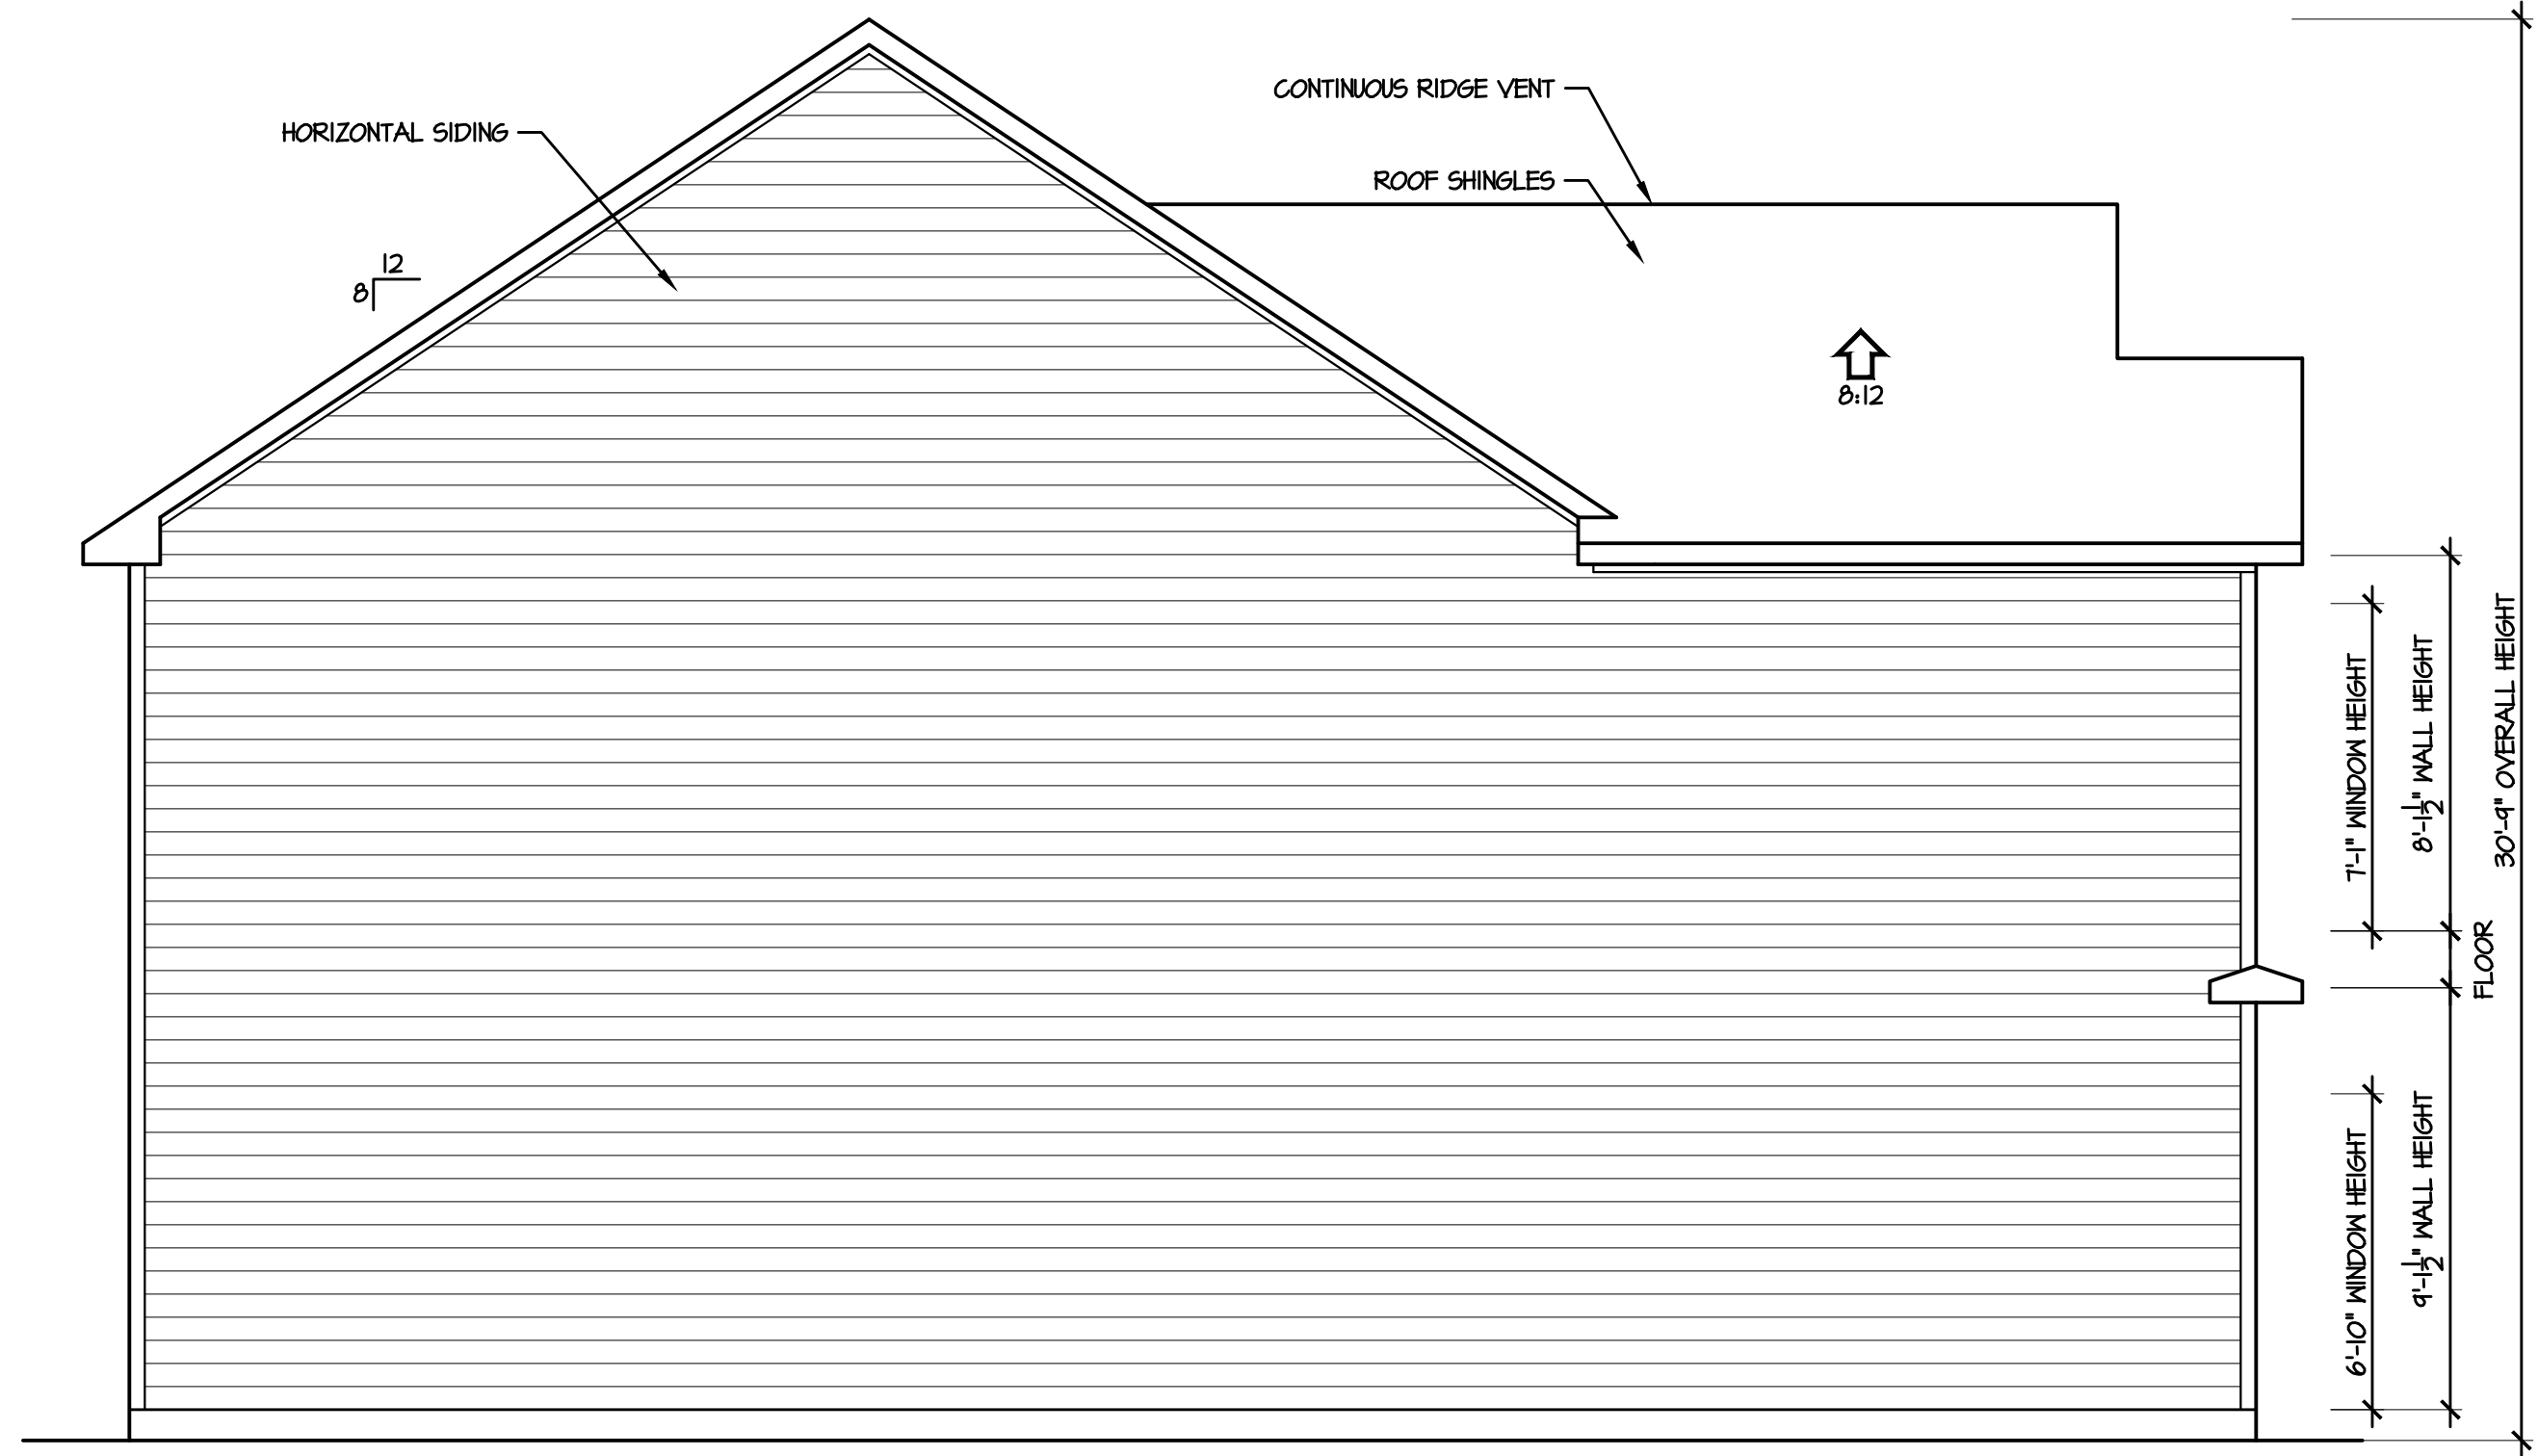 CONTINUOUS RIDGE VENT
HORIZONTAL SIDING
ROOF SHINGLES
12
8
8:12
7'-1" WINDOW HEIGHT
8'-1 1/2" WALL HEIGHT
30'-9" OVERALL HEIGHT
FLOOR
6'-10" WINDOW HEIGHT
9'-1 1/2" WALL HEIGHT